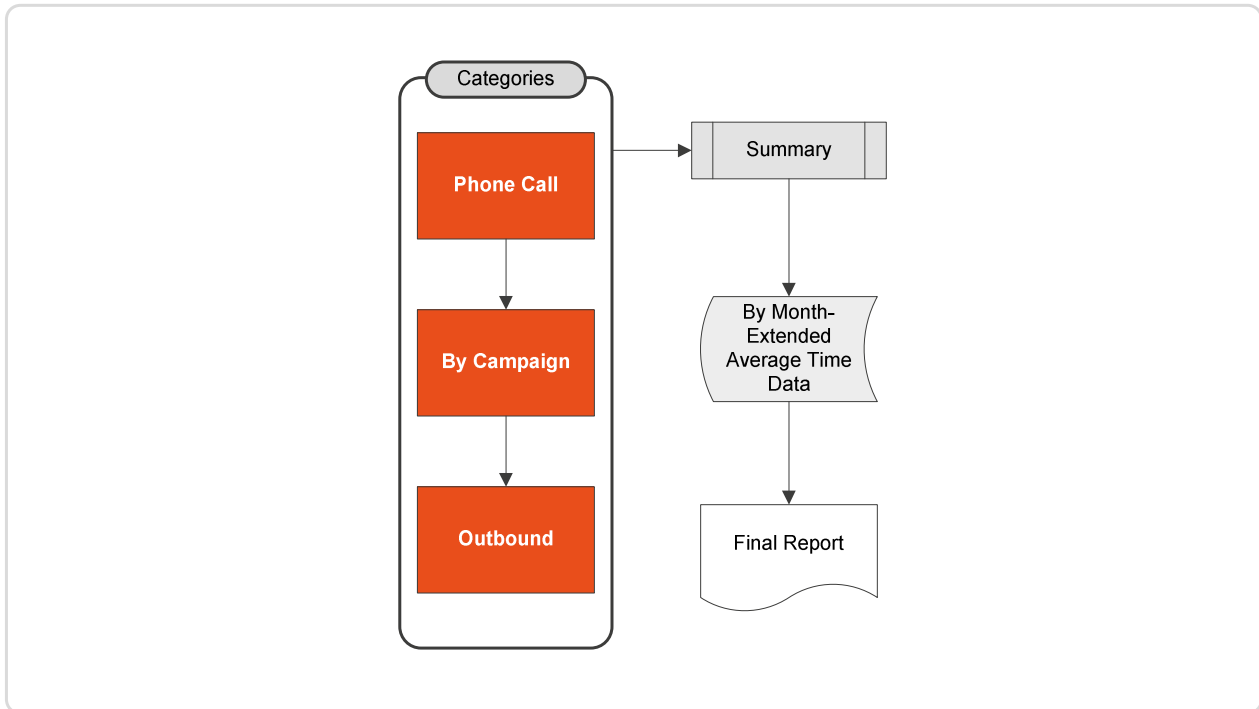 Categories
Phone Call
By Campaign
Outbound
Summary
By Month-
Extended
Average Time
Data
Final Report